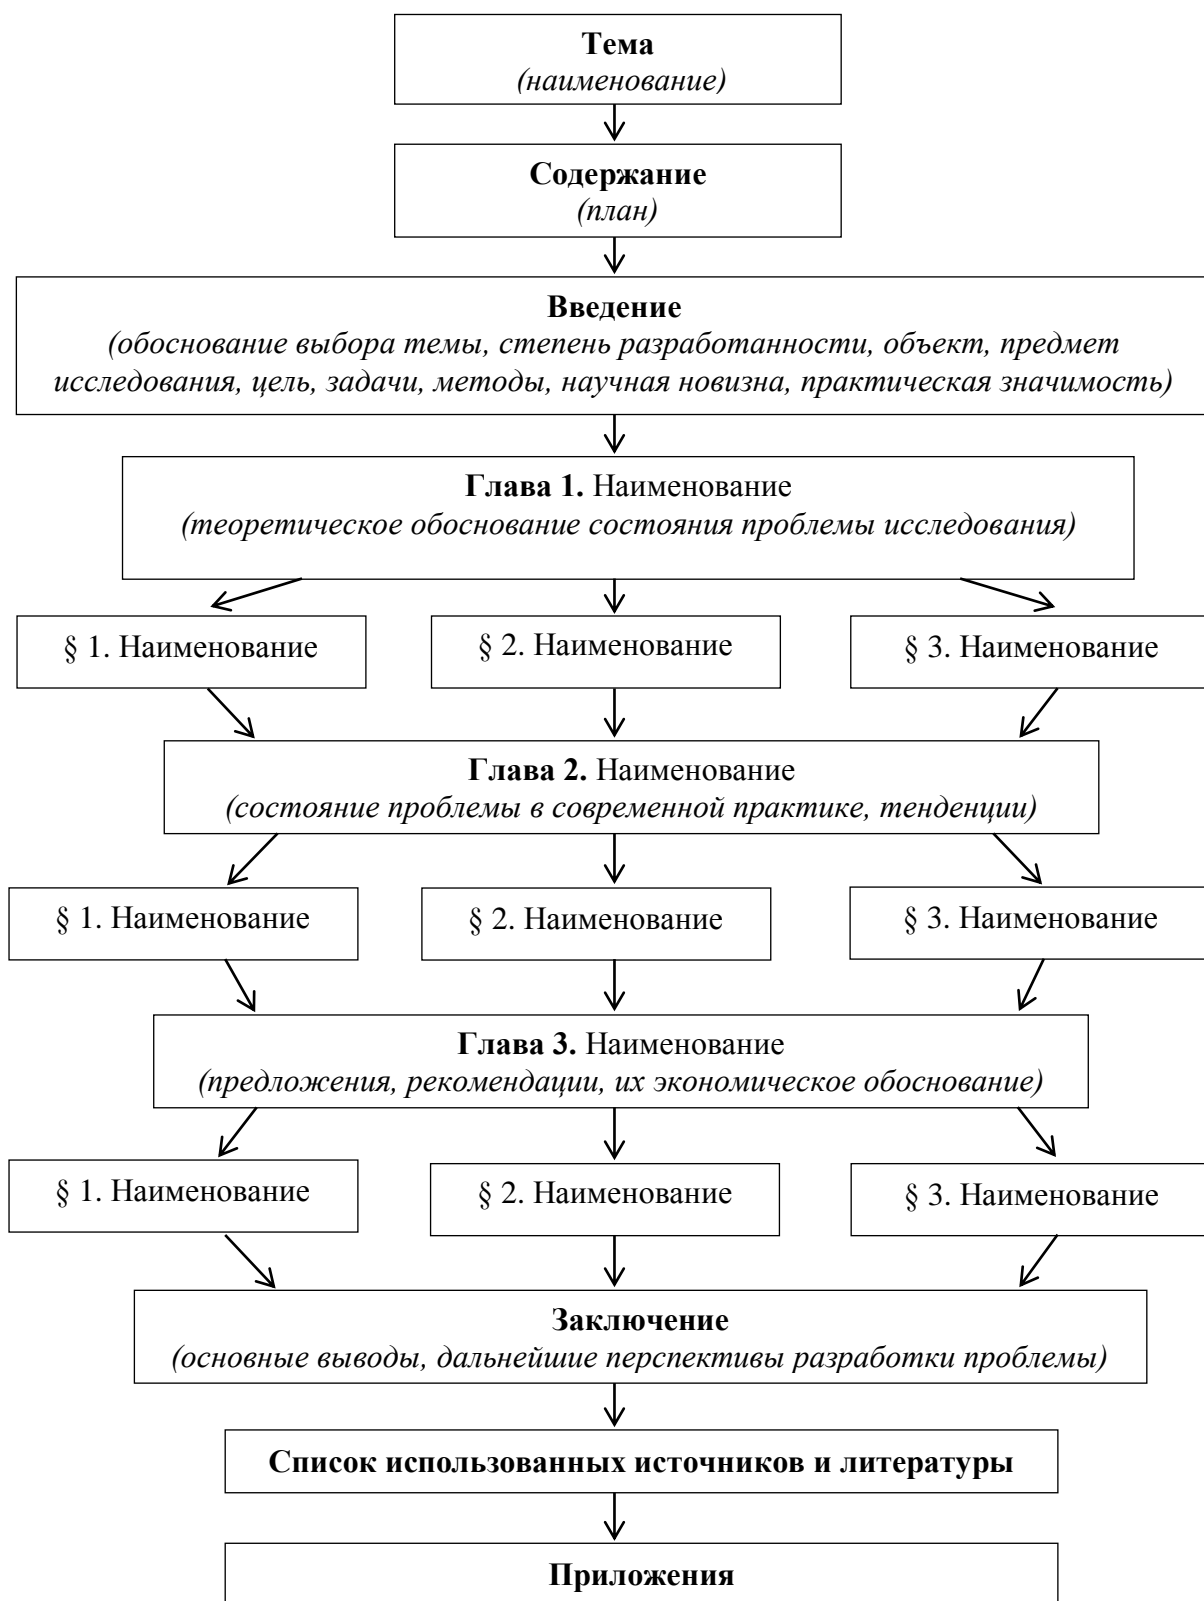 Тема
(наименование)
Содержание
(план)
Введение
(обоснование выбора темы, степень разработанности, объект, предмет
исследования, цель, задачи, методы, научная новизна, практическая значимость)
Глава 1. Наименование
(теоретическое обоснование состояния проблемы исследования)
§ 1. Наименование
§ 2. Наименование
§ 3. Наименование
Глава 2. Наименование
(состояние проблемы в современной практике, тенденции)
§ 1. Наименование
§ 2. Наименование
§ 3. Наименование
Глава 3. Наименование
(предложения, рекомендации, их экономическое обоснование)
§ 1. Наименование
§ 2. Наименование
§ 3. Наименование
Заключение
(основные выводы, дальнейшие перспективы разработки проблемы)
Список использованных источников и литературы
Приложения